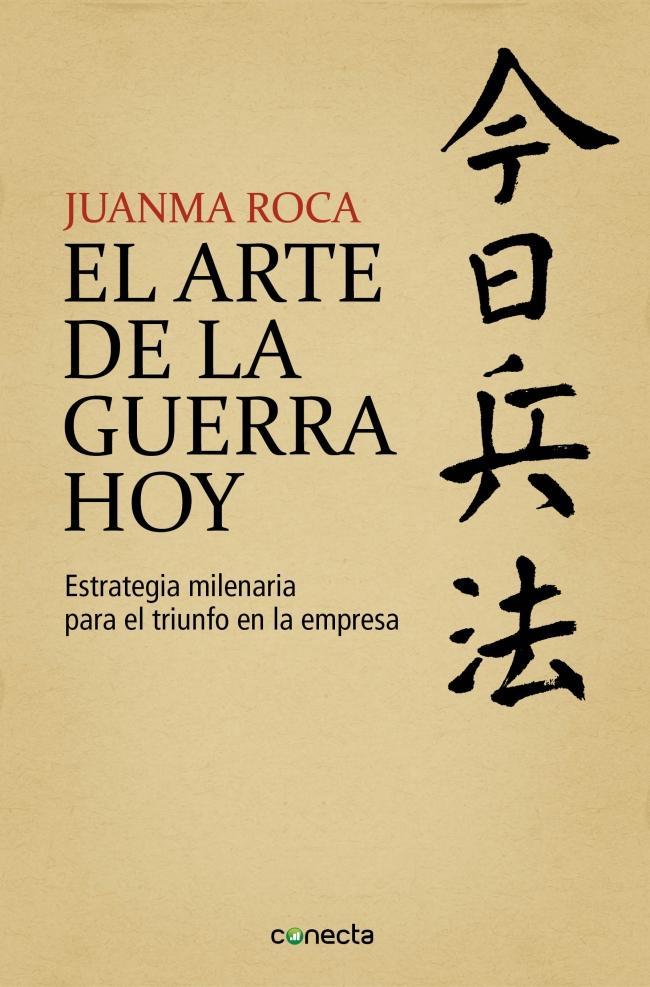 JUANMA ROCA
EL ARTE
DE LA
GUERRA
HOY
Estrategia milenaria
para el triunfo en la empresa
今日兵法
conecta